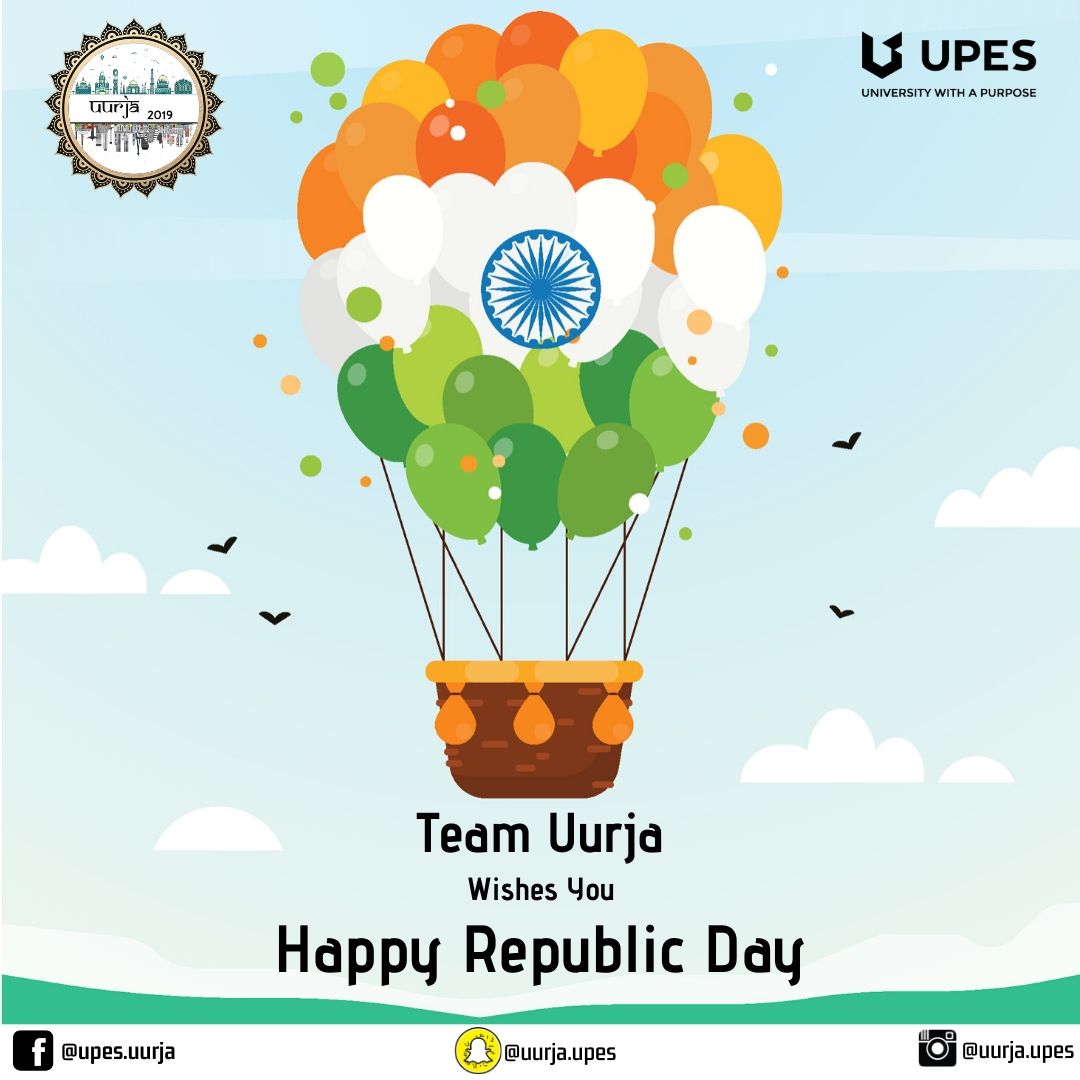 uurja 2019
UPES
UNIVERSITY WITH A PURPOSE
Team Uurja
Wishes You
Happy Republic Day
@upes.uurja
@uurja.upes
@uurja.upes